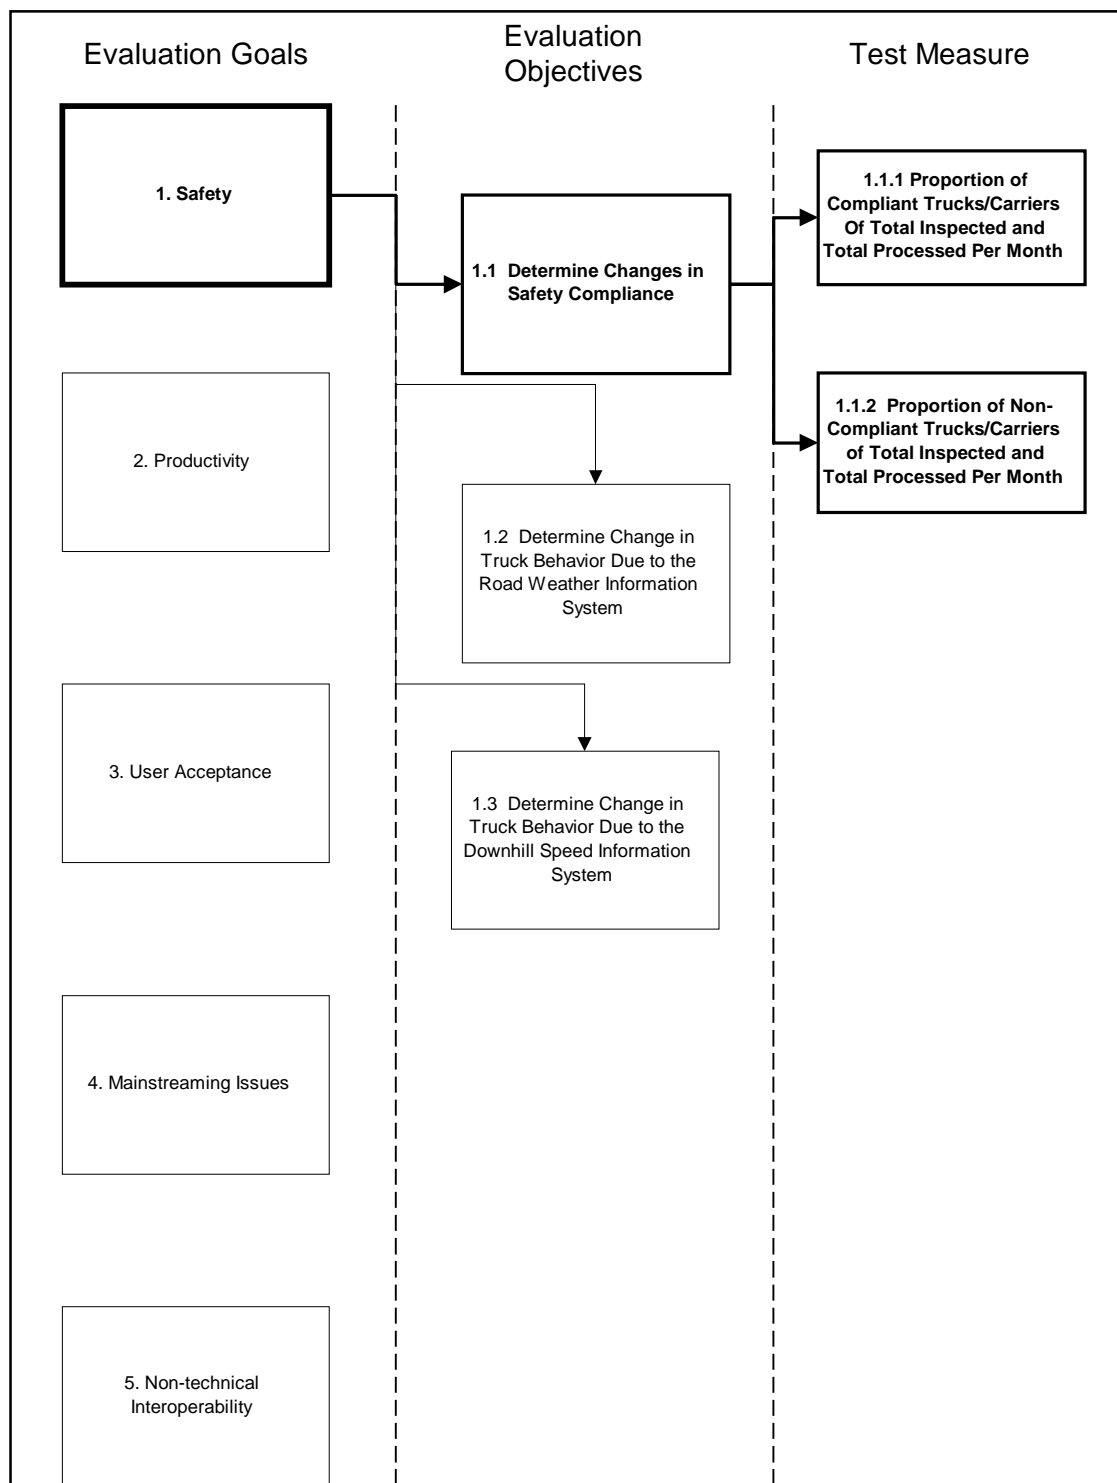 Evaluation Goals
Evaluation
Objectives
Test Measure
1. Safety
1.1  Determine Changes in
Safety Compliance
1.1.1 Proportion of
Compliant Trucks/Carriers
Of Total Inspected and
Total Processed Per Month
1.1.2  Proportion of Non-
Compliant Trucks/Carriers
of Total Inspected and
Total Processed Per Month
2. Productivity
1.2  Determine Change in
Truck Behavior Due to the
Road Weather Information
System
3. User Acceptance
1.3  Determine Change in
Truck Behavior Due to the
Downhill Speed Information
System
4. Mainstreaming Issues
5. Non-technical
Interoperability